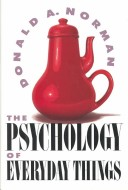 DONALD A. NORMAN
THE
PSYCHOLOGY
OF
EVERYDAY THINGS